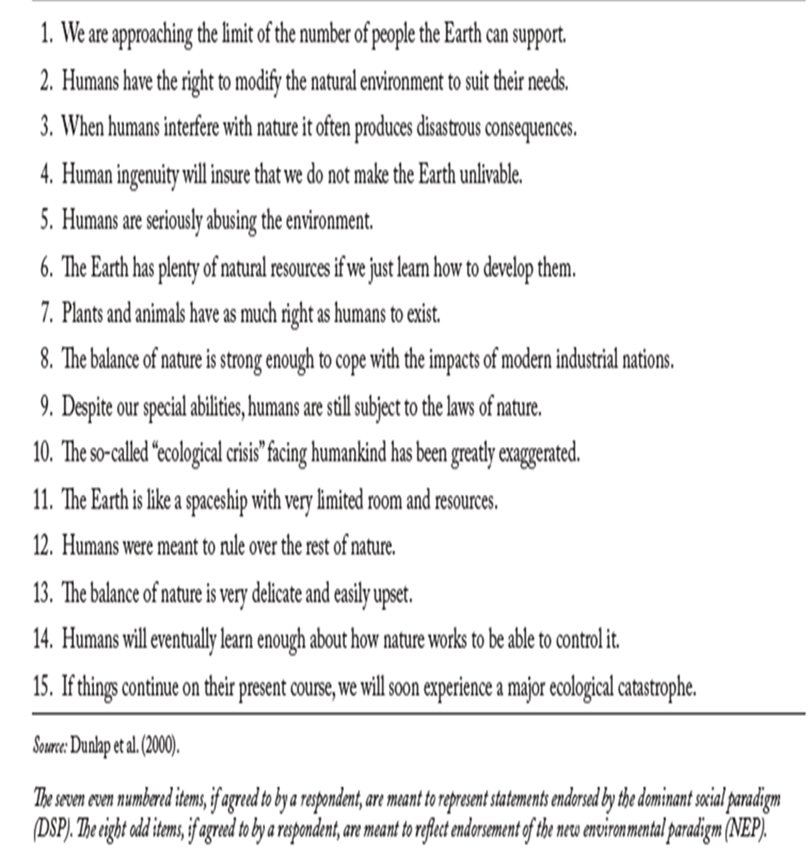 1. We are approaching the limit of the number of people the Earth can support.
2. Humans have the right to modify the natural environment to suit their needs.
3. When humans interfere with nature it often produces disastrous consequences.
4. Human ingenuity will insure that we do not make the Earth unlivable.
5. Humans are seriously abusing the environment.
6. The Earth has plenty of natural resources if we just learn how to develop them.
7. Plants and animals have as much right as humans to exist.
8. The balance of nature is strong enough to cope with the impacts of modern industrial nations.
9. Despite our special abilities, humans are still subject to the laws of nature.
10. The so-called “ecological crisis” facing humankind has been greatly exaggerated.
11. The Earth is like a spaceship with very limited room and resources.
12. Humans were meant to rule over the rest of nature.
13. The balance of nature is very delicate and easily upset.
14. Humans will eventually learn enough about how nature works to be able to control it.
15. If things continue on their present course, we will soon experience a major ecological catastrophe.
Source: Dunlap et al. (2000).
The seven even numbered items, if agreed to by a respondent, are meant to represent statements endorsed by the dominant social paradigm
(DSP). The eight odd items, if agreed to by a respondent, are meant to reflect endorsement of the new environmental paradigm (NEP).